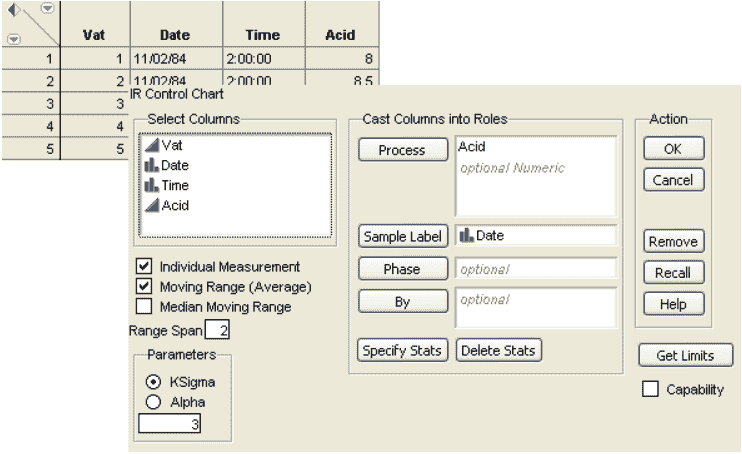 Vat Date Time Acid
1 1 11/02/84 2:00:00 8
2 2 11/02/84 2:00:00 8.5
3 3
4 4
5 5
IR Control Chart
Select Columns
Vat
Date
Time
Acid
Individual Measurement
Moving Range (Average)
Median Moving Range
Range Span 2
Parameters
KSigma
Alpha
3
Cast Columns into Roles
Process Acid
optional Numeric
Sample Label Date
Phase optional
By optional
Specify Stats Delete Stats
Action
OK
Cancel
Remove
Recall
Help
Get Limits
Capability